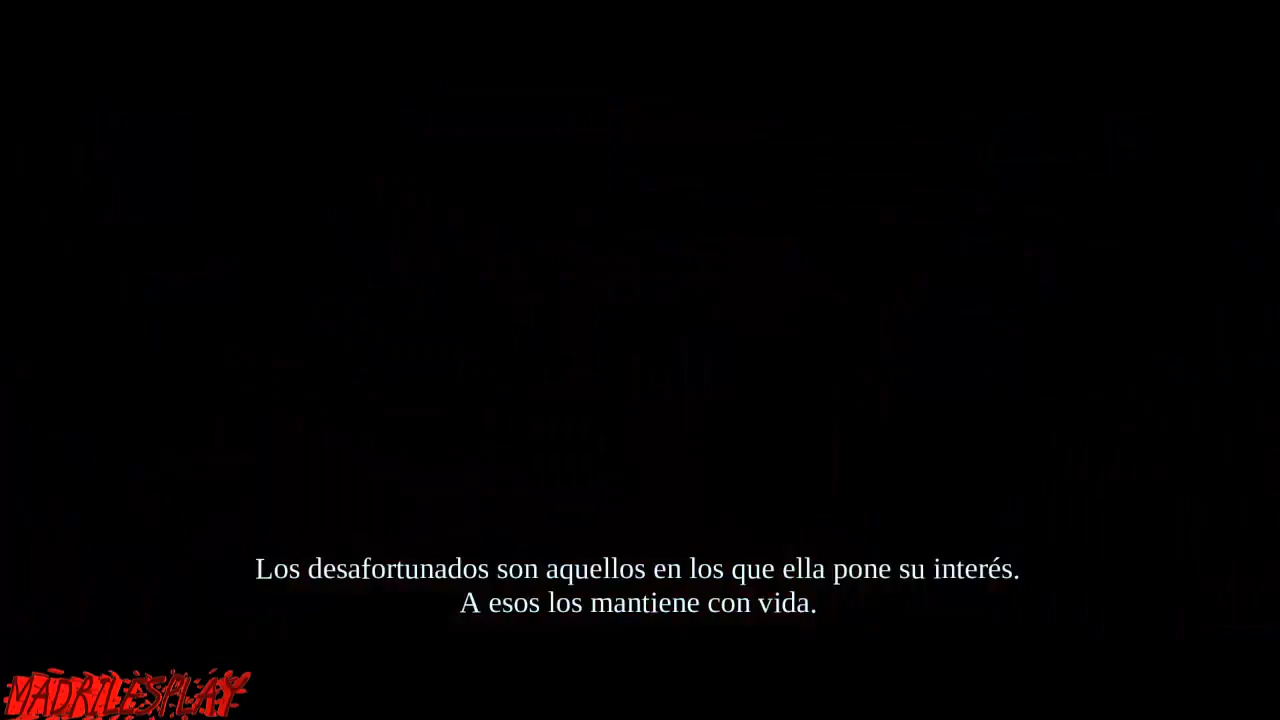 Los desafortunados son aquellos en los que ella pone su interés.
A esos los mantiene con vida.
MADRILESPLAY